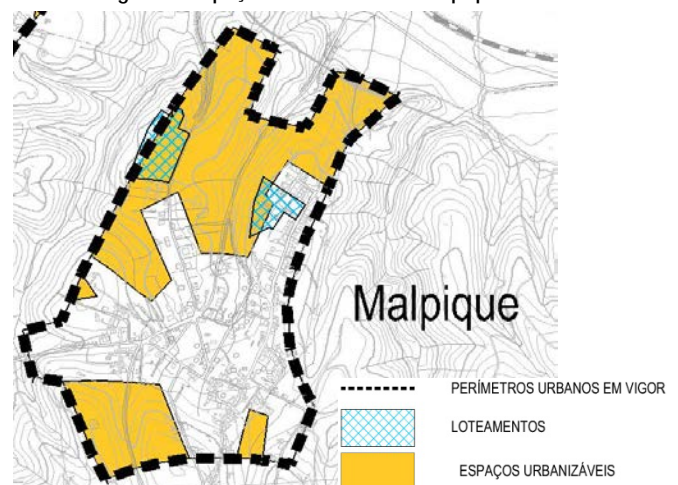 Malpique
PERÍMETROS URBANOS EM VIGOR
LOTEAMENTOS
ESPAÇOS URBANIZÁVEIS